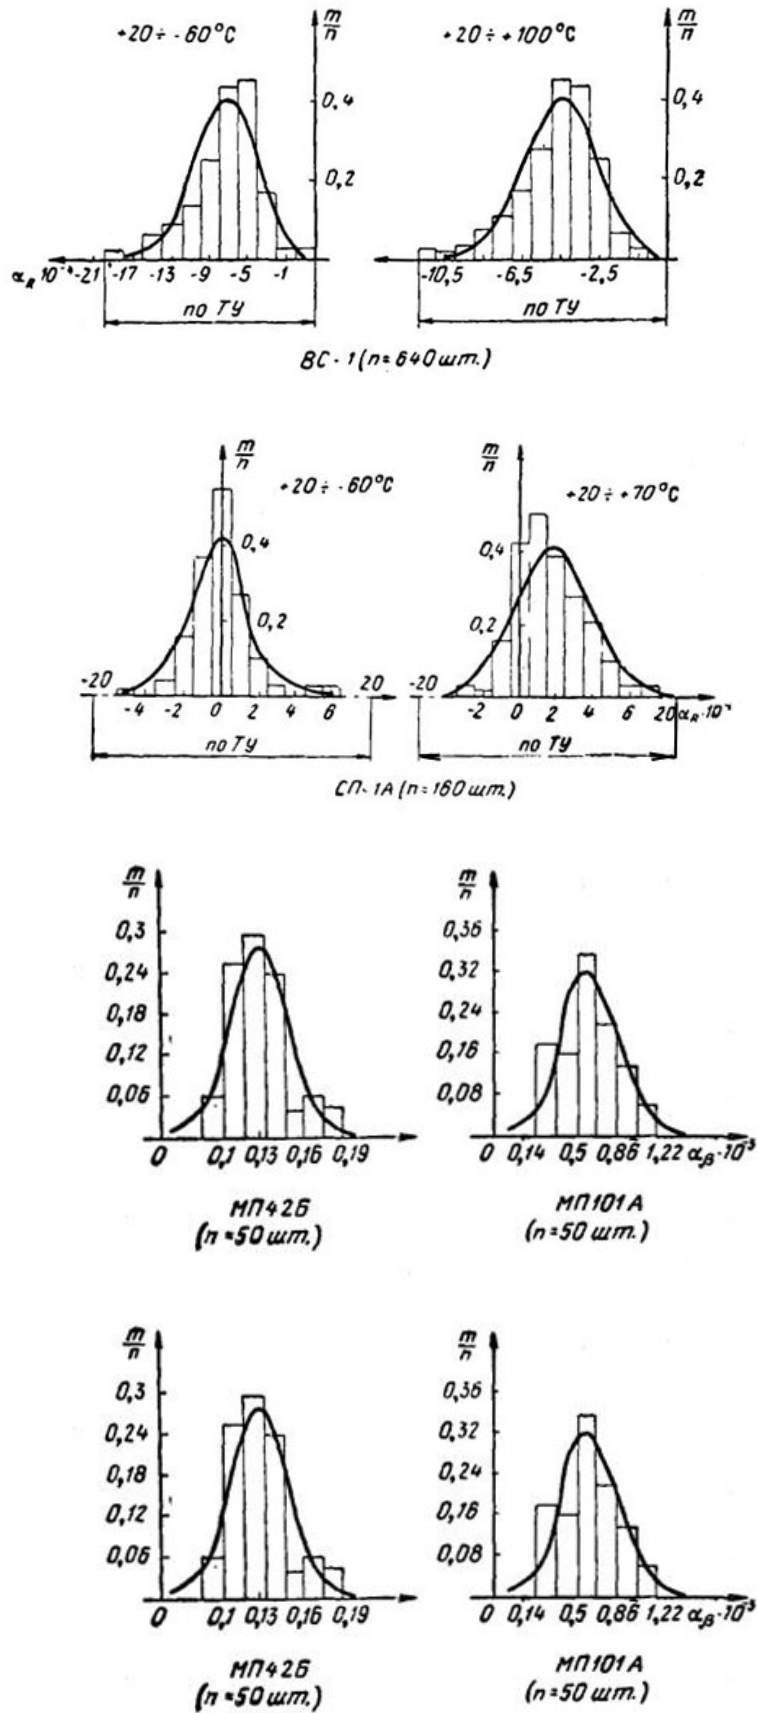 +20 ÷ -60°C
m/n
0,4
0,2
α_R 10⁻⁴ -21 -17 -13 -9 -5 -1
по ТУ
+20 ÷ +100°C
m/n
0,4
0,2
-10,5 -6,5 -2,5
по ТУ
ВС-1 (n=640 шт.)
m/n
+20 ÷ -60°C
0,4
0,2
-20 20
-4 -2 0 2 4 6
по ТУ
m/n
+20 ÷ +70°C
0,4
0,2
-20
-2 0 2 4 6 20 α_R·10
по ТУ
СП-1А (n=160 шт.)
m/n
0,3
0,24
0,18
0,12
0,06
0 0,1 0,13 0,16 0,19
МП42Б
(n=50 шт.)
m/n
0,36
0,32
0,24
0,16
0,08
0 0,14 0,5 0,86 1,22 α_β·10⁻³
МП101А
(n=50 шт.)
m/n
0,3
0,24
0,18
0,12
0,06
0 0,1 0,13 0,16 0,19
МП42Б
(n=50 шт.)
m/n
0,36
0,32
0,24
0,16
0,08
0 0,14 0,5 0,86 1,22 α_β·10⁻³
МП101А
(n=50 шт.)